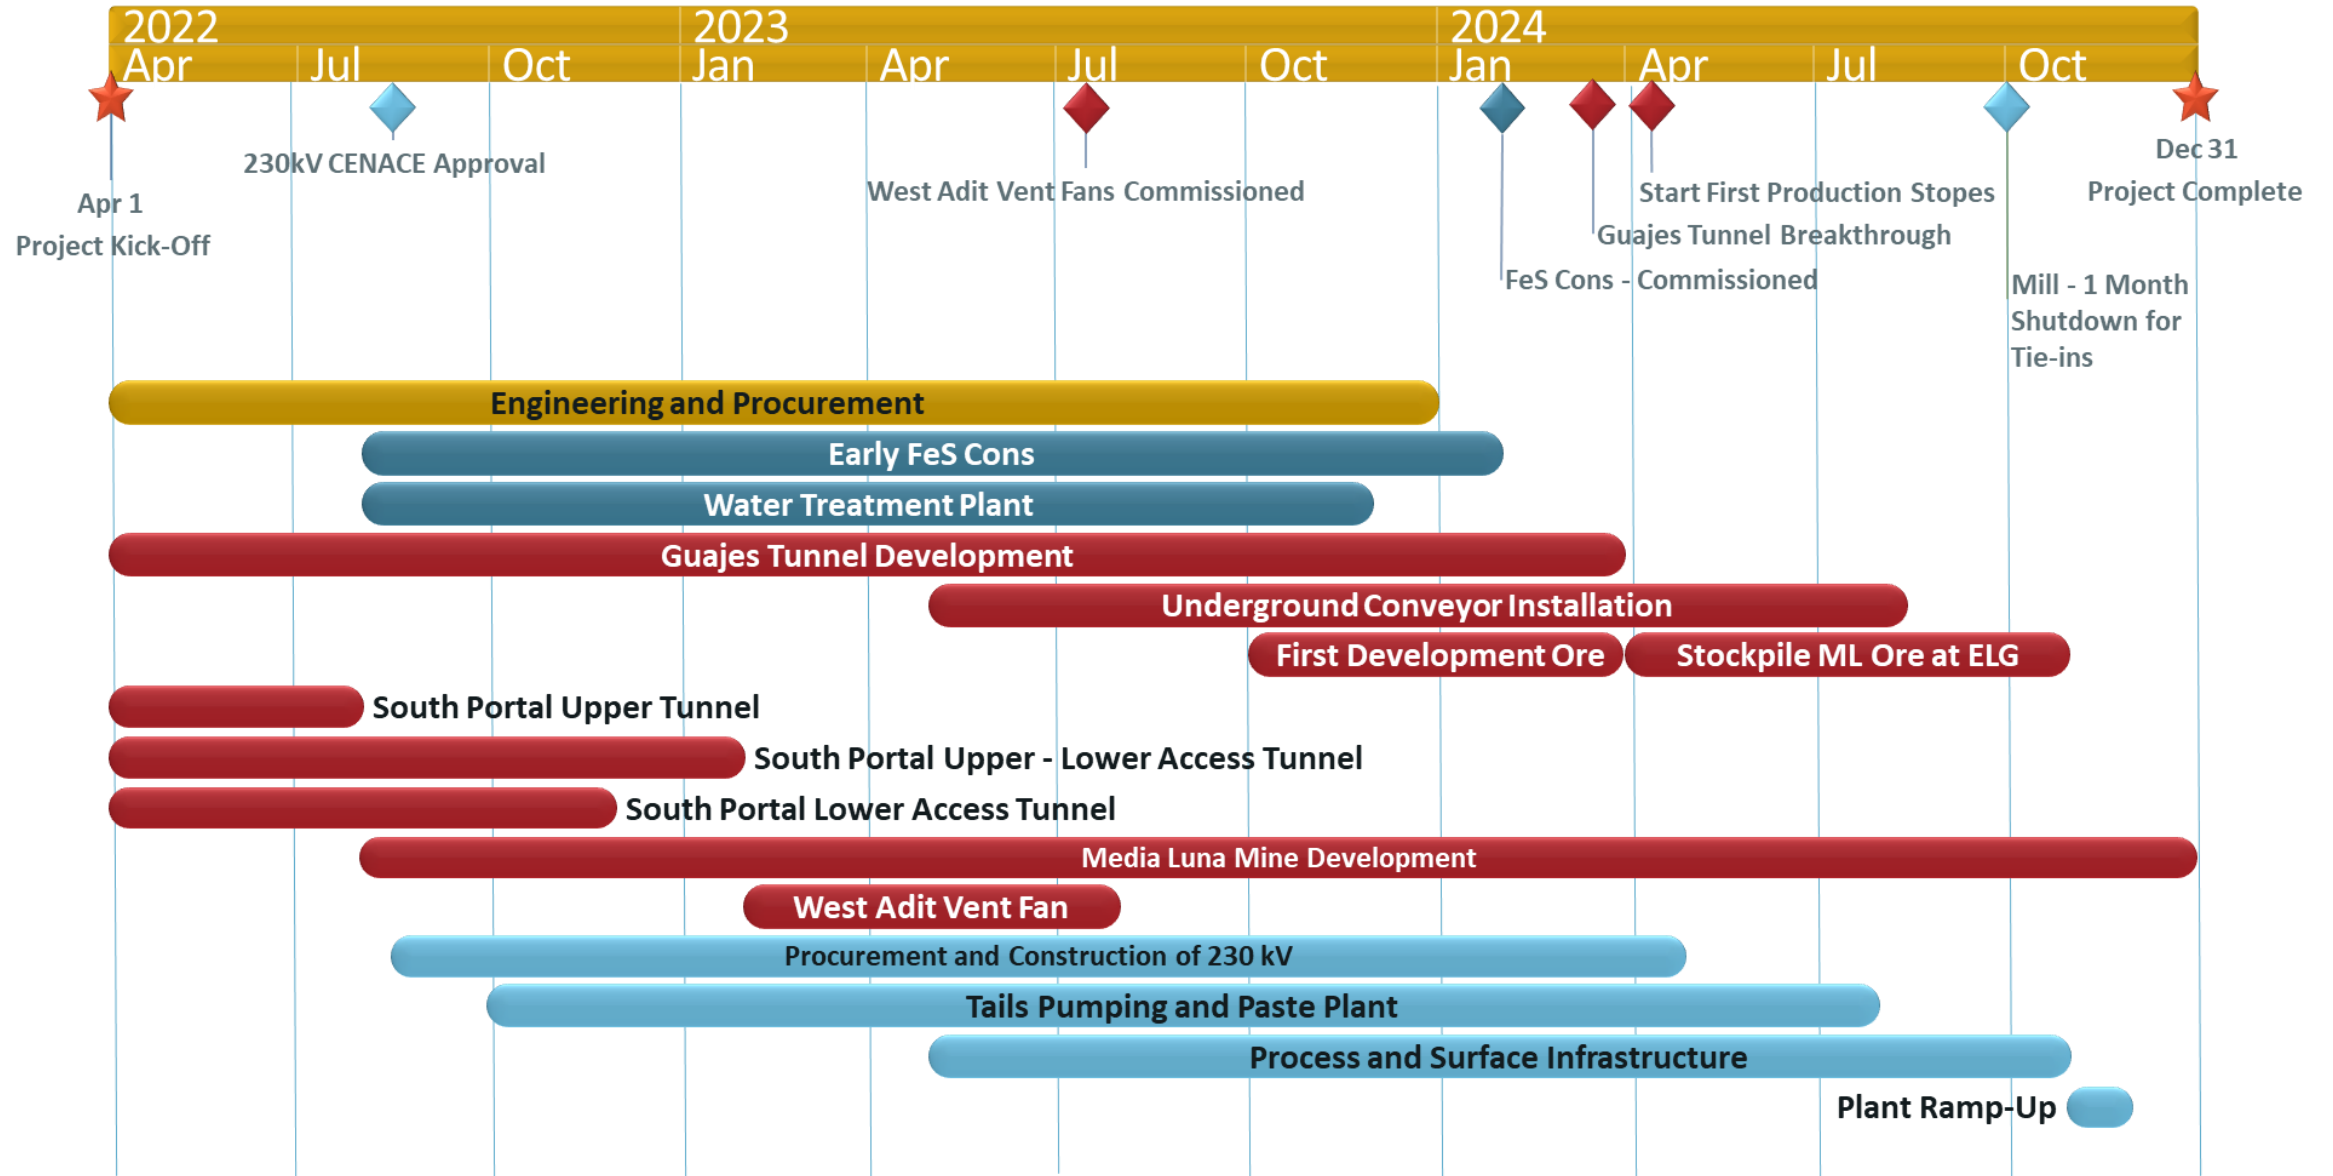 2022 2023 2024
Apr Jul Oct Jan Apr Jul Oct Jan Apr Jul Oct
230kV CENACE Approval
Apr 1
Project Kick-Off
West Adit Vent Fans Commissioned
Start First Production Stopes
Guajes Tunnel Breakthrough
FeS Cons - Commissioned
Dec 31
Project Complete
Mill - 1 Month
Shutdown for
Tie-ins
Engineering and Procurement
Early FeS Cons
Water Treatment Plant
Guajes Tunnel Development
Underground Conveyor Installation
First Development Ore
Stockpile ML Ore at ELG
South Portal Upper Tunnel
South Portal Upper - Lower Access Tunnel
South Portal Lower Access Tunnel
Media Luna Mine Development
West Adit Vent Fan
Procurement and Construction of 230 kV
Tails Pumping and Paste Plant
Process and Surface Infrastructure
Plant Ramp-Up